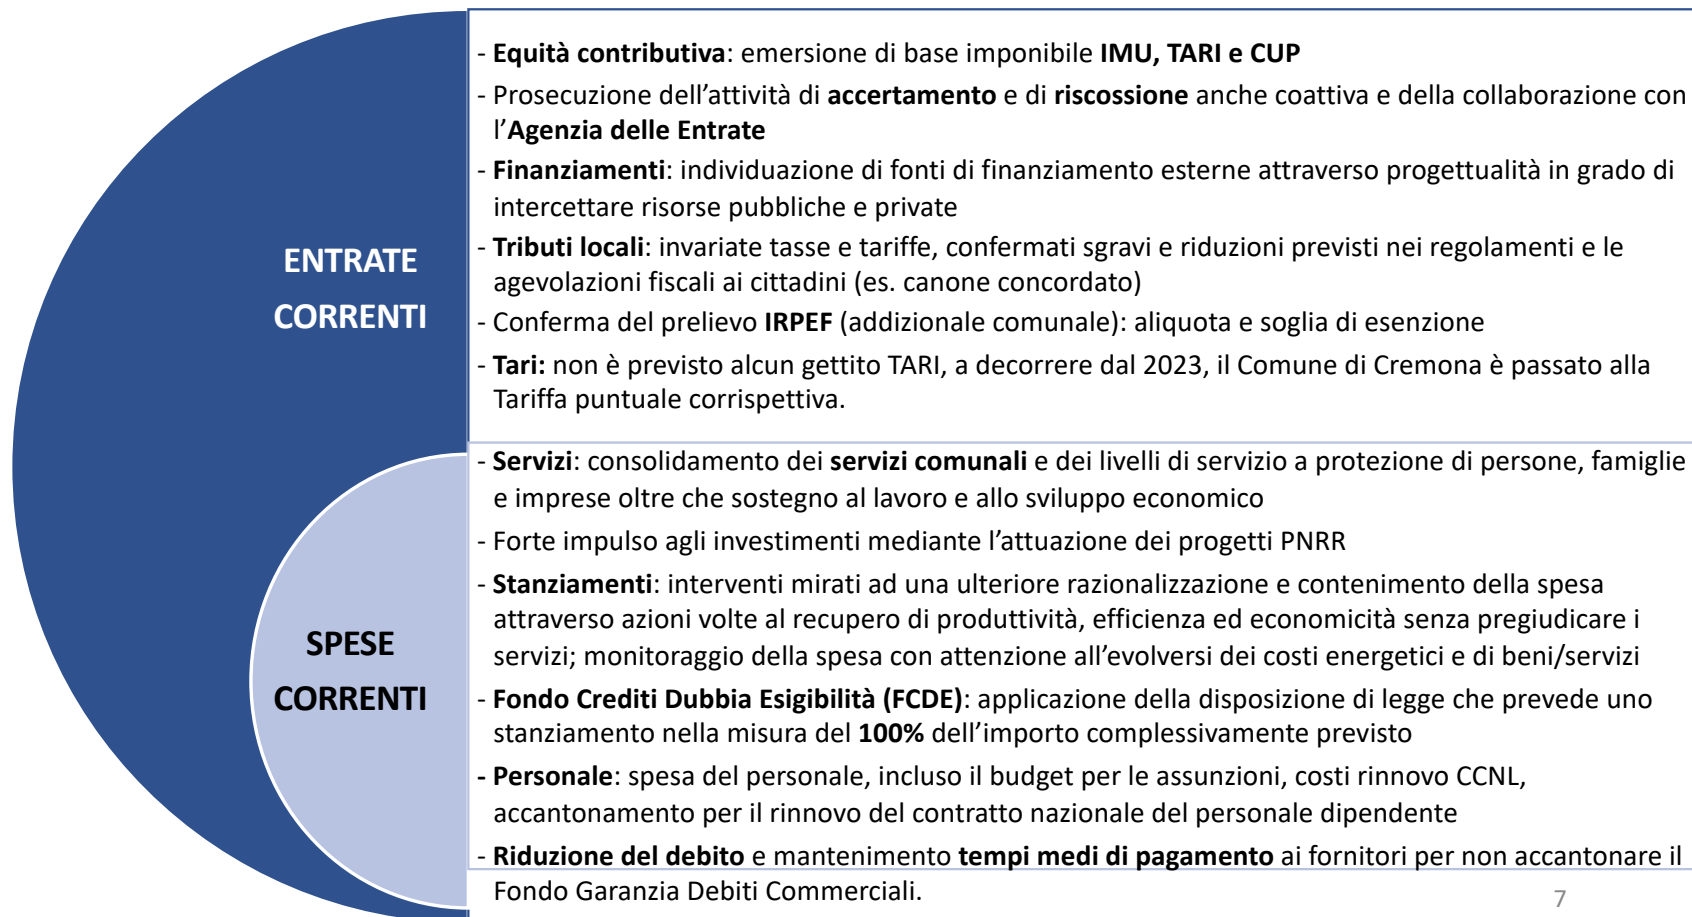 ENTRATE
CORRENTI
- Equità contributiva: emersione di base imponibile IMU, TARI e CUP
- Prosecuzione dell’attività di accertamento e di riscossione anche coattiva e della collaborazione con
l’Agenzia delle Entrate
- Finanziamenti: individuazione di fonti di finanziamento esterne attraverso progettualità in grado di
intercettare risorse pubbliche e private
- Tributi locali: invariate tasse e tariffe, confermati sgravi e riduzioni previsti nei regolamenti e le
agevolazioni fiscali ai cittadini (es. canone concordato)
- Conferma del prelievo IRPEF (addizionale comunale): aliquota e soglia di esenzione
- Tari: non è previsto alcun gettito TARI, a decorrere dal 2023, il Comune di Cremona è passato alla
Tariffa puntuale corrispettiva.
SPESE
CORRENTI
- Servizi: consolidamento dei servizi comunali e dei livelli di servizio a protezione di persone, famiglie
e imprese oltre che sostegno al lavoro e allo sviluppo economico
- Forte impulso agli investimenti mediante l’attuazione dei progetti PNRR
- Stanziamenti: interventi mirati ad una ulteriore razionalizzazione e contenimento della spesa
attraverso azioni volte al recupero di produttività, efficienza ed economicità senza pregiudicare i
servizi; monitoraggio della spesa con attenzione all’evolversi dei costi energetici e di beni/servizi
- Fondo Crediti Dubbia Esigibilità (FCDE): applicazione della disposizione di legge che prevede uno
stanziamento nella misura del 100% dell’importo complessivamente previsto
- Personale: spesa del personale, incluso il budget per le assunzioni, costi rinnovo CCNL,
accantonamento per il rinnovo del contratto nazionale del personale dipendente
- Riduzione del debito e mantenimento tempi medi di pagamento ai fornitori per non accantonare il
Fondo Garanzia Debiti Commerciali.
7